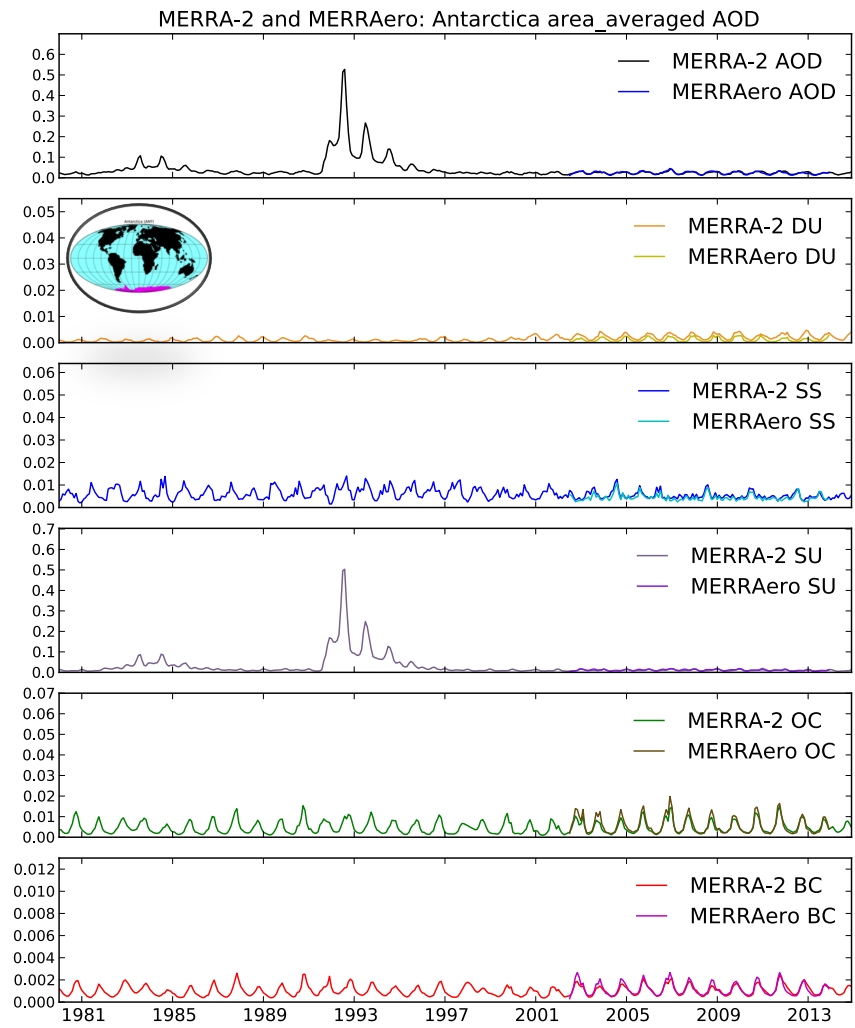 MERRA-2 and MERRAero: Antarctica area_averaged AOD
0.6
0.5
0.4
0.3
0.2
0.1
0.0
MERRA-2 AOD
MERRAero AOD
0.05
0.04
0.03
0.02
0.01
0.00
Antarctica (ANT)
MERRA-2 DU
MERRAero DU
0.06
0.05
0.04
0.03
0.02
0.01
0.00
MERRA-2 SS
MERRAero SS
0.7
0.6
0.5
0.4
0.3
0.2
0.1
0.0
MERRA-2 SU
MERRAero SU
0.07
0.06
0.05
0.04
0.03
0.02
0.01
0.00
MERRA-2 OC
MERRAero OC
0.012
0.010
0.008
0.006
0.004
0.002
0.000
MERRA-2 BC
MERRAero BC
1981 1985 1989 1993 1997 2001 2005 2009 2013